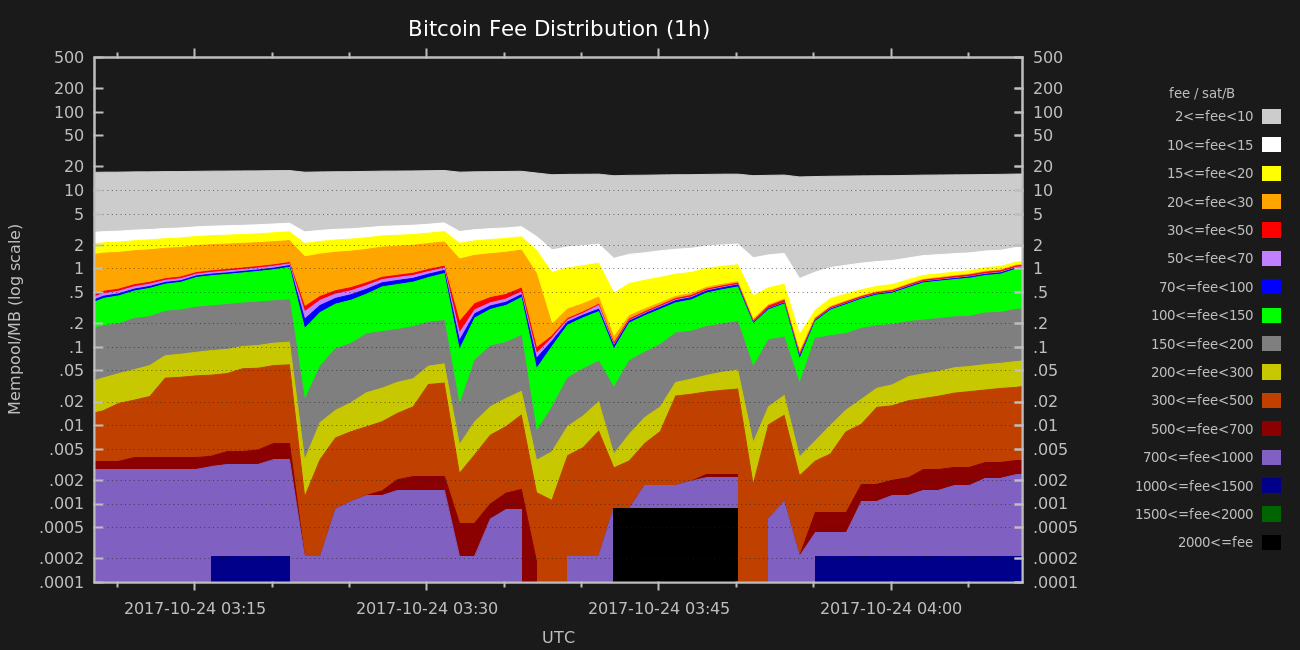 Bitcoin Fee Distribution (1h)
Mempool/MB (log scale)
500
200
100
50
20
10
5
2
1
.5
.2
.1
.05
.02
.01
.005
.002
.001
.0005
.0002
.0001
500
200
100
50
20
10
5
2
1
.5
.2
.1
.05
.02
.01
.005
.002
.001
.0005
.0002
.0001
2017-10-24 03:15
2017-10-24 03:30
2017-10-24 03:45
2017-10-24 04:00
UTC
fee / sat/B
2<=fee<10
10<=fee<15
15<=fee<20
20<=fee<30
30<=fee<50
50<=fee<70
70<=fee<100
100<=fee<150
150<=fee<200
200<=fee<300
300<=fee<500
500<=fee<700
700<=fee<1000
1000<=fee<1500
1500<=fee<2000
2000<=fee